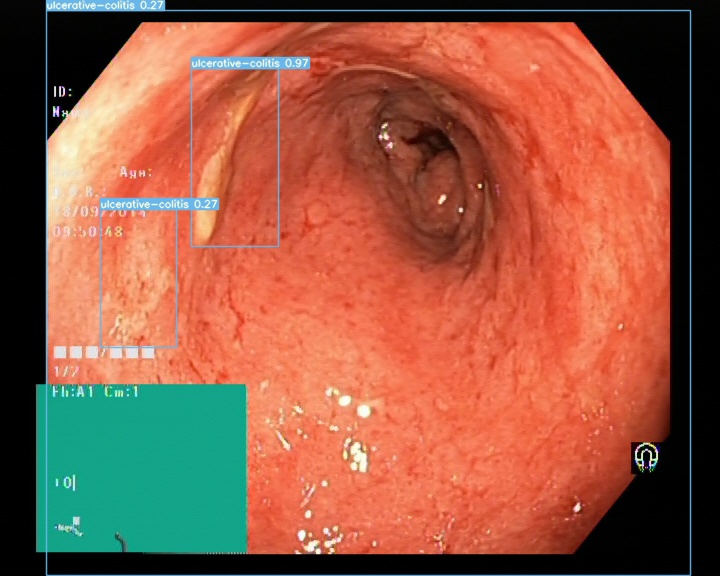 ulcerative-colitis 0.27
ulcerative-colitis 0.97
ID:
Age:
ulcerative-colitis 0.27
18/09/2014
09:50:48
1/2
Eh:A1 Cm:1